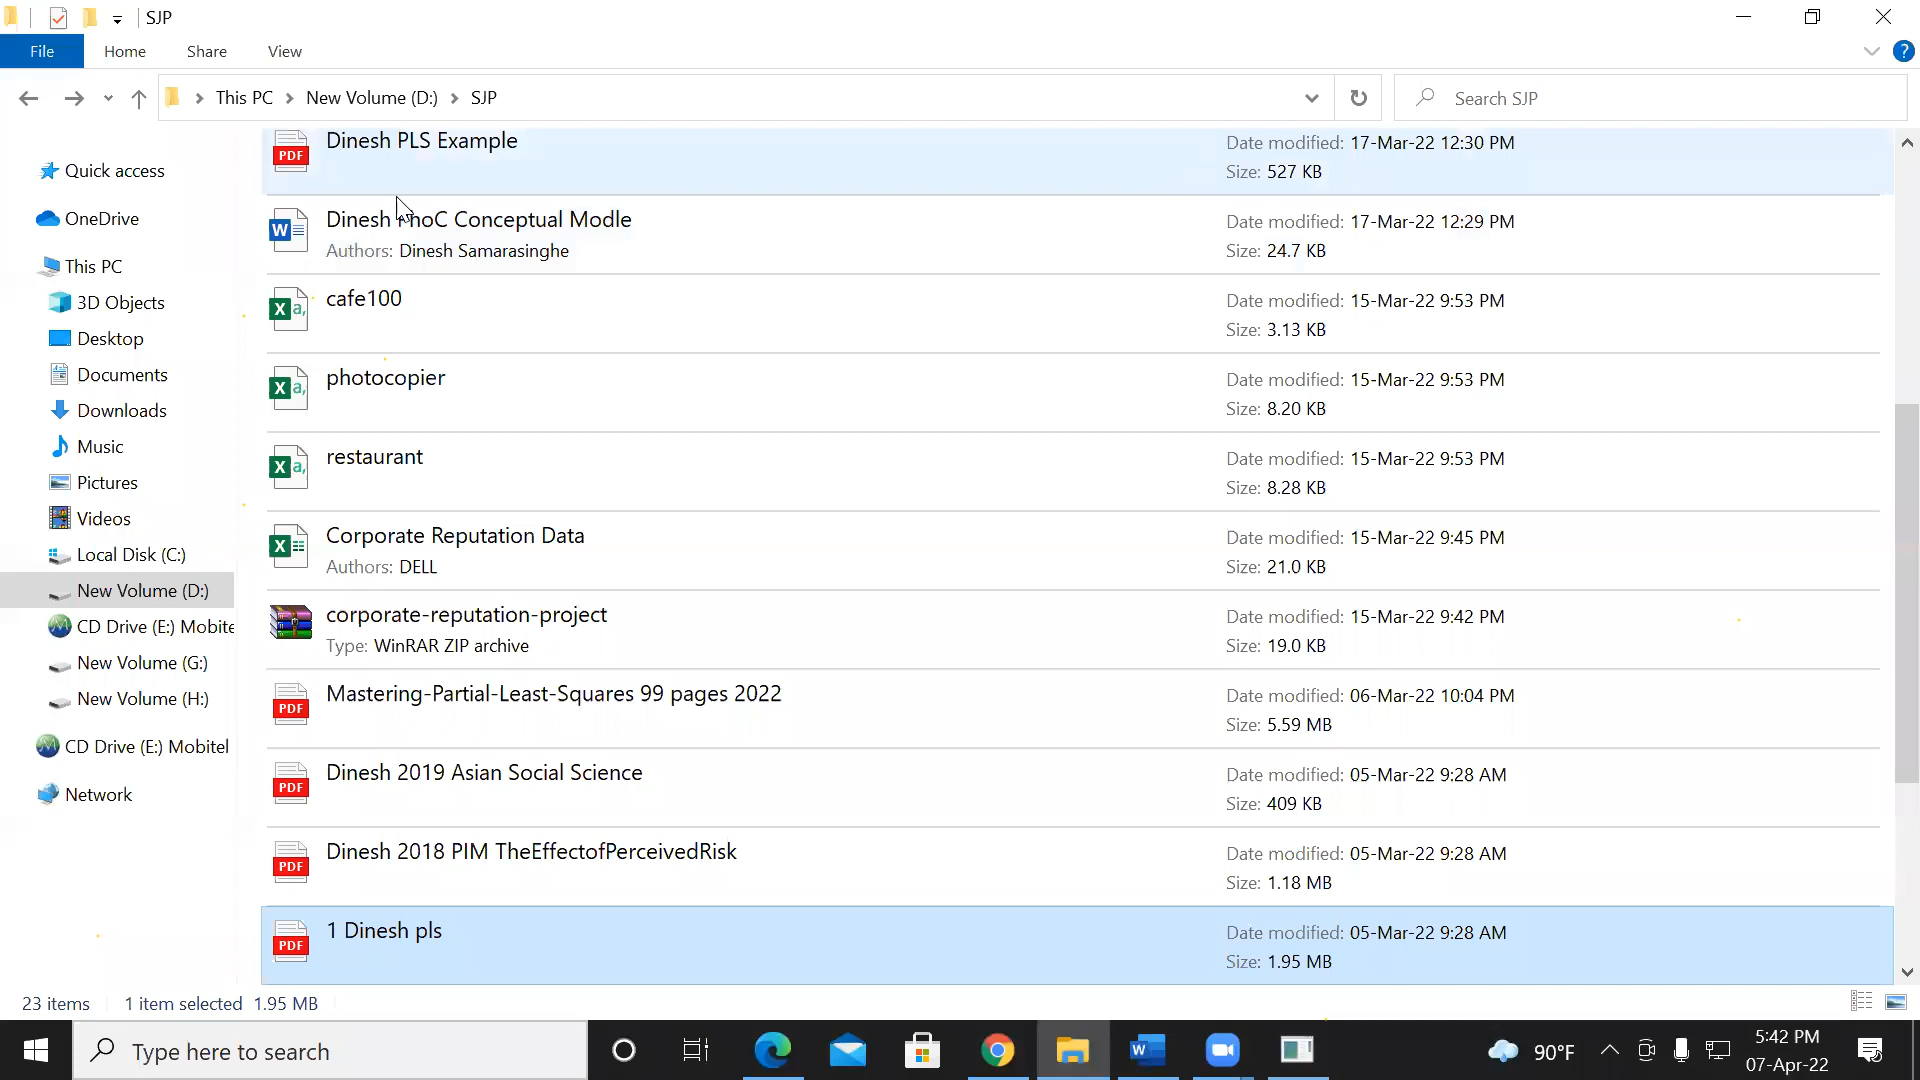 SJP
File Home Share View
This PC New Volume (D:) SJP
Search SJP
Quick access
OneDrive
This PC
3D Objects
Desktop
Documents
Downloads
Music
Pictures
Videos
Local Disk (C:)
New Volume (D:)
CD Drive (E:) Mobite
New Volume (G:)
New Volume (H:)
CD Drive (E:) Mobitel
Network
Dinesh PLS Example
Date modified: 17-Mar-22 12:30 PM
Size: 527 KB
Dinesh Conceptual Modle
Authors: Dinesh Samarasinghe
Date modified: 17-Mar-22 12:29 PM
Size: 24.7 KB
cafe100
Date modified: 15-Mar-22 9:53 PM
Size: 3.13 KB
photocopier
Date modified: 15-Mar-22 9:53 PM
Size: 8.20 KB
restaurant
Date modified: 15-Mar-22 9:53 PM
Size: 8.28 KB
Corporate Reputation Data
Authors: DELL
Date modified: 15-Mar-22 9:45 PM
Size: 21.0 KB
corporate-reputation-project
Type: WinRAR ZIP archive
Date modified: 15-Mar-22 9:42 PM
Size: 19.0 KB
Mastering-Partial-Least-Squares 99 pages 2022
Date modified: 06-Mar-22 10:04 PM
Size: 5.59 MB
Dinesh 2019 Asian Social Science
Date modified: 05-Mar-22 9:28 AM
Size: 409 KB
Dinesh 2018 PIM TheEffectofPerceivedRisk
Date modified: 05-Mar-22 9:28 AM
Size: 1.18 MB
1 Dinesh pls
Date modified: 05-Mar-22 9:28 AM
Size: 1.95 MB
23 items 1 item selected 1.95 MB
Type here to search
90°F
5:42 PM
07-Apr-22